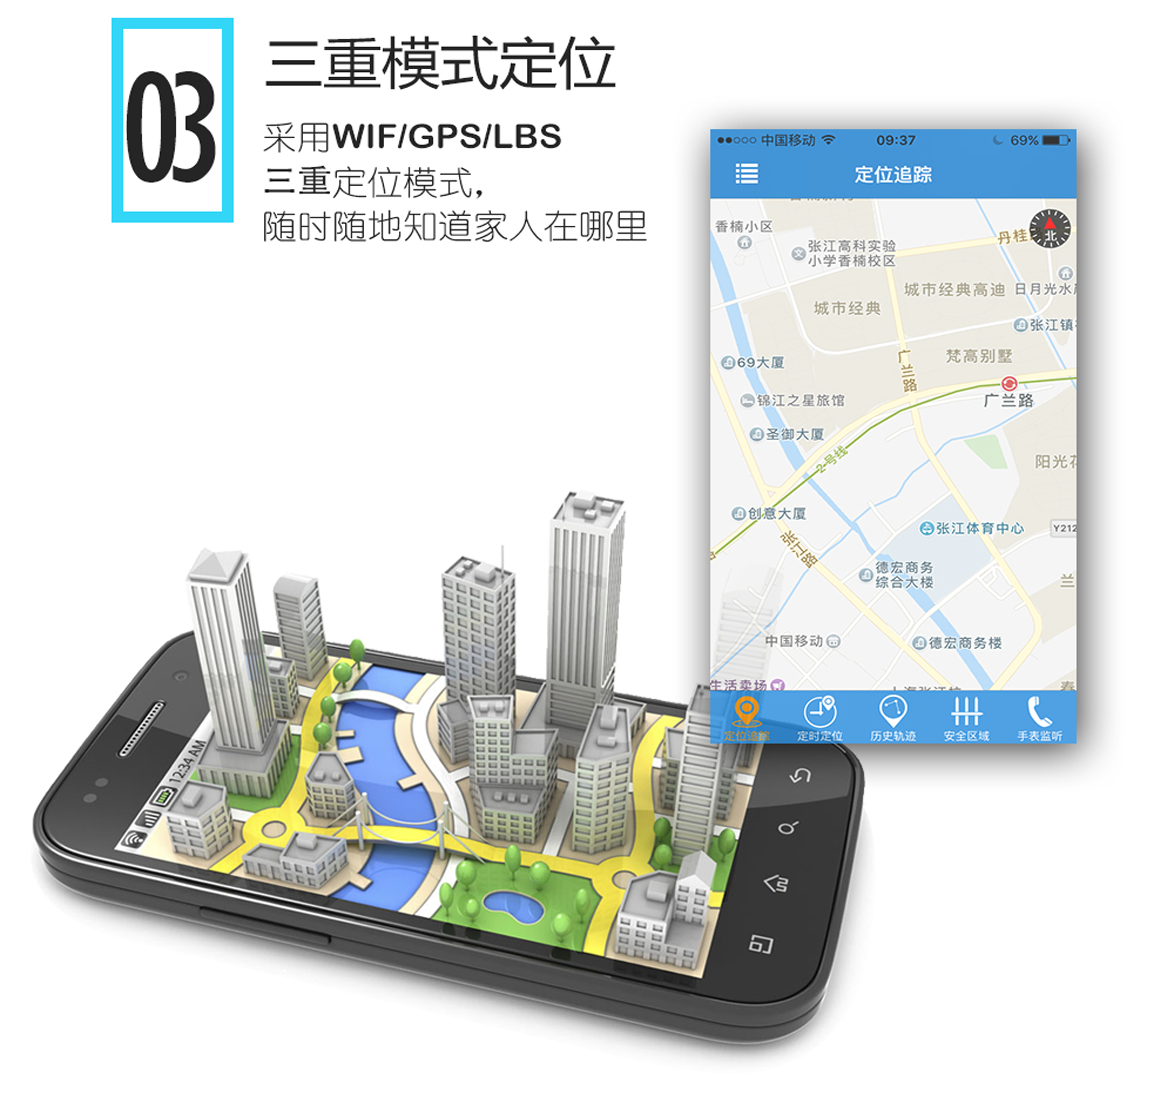 03
三重模式定位
采用WIF/GPS/LBS
三重定位模式，
随时随地知道家人在哪里
中国移动
09:37
69%
定位追踪
香楠小区
张江高科实验
小学香楠校区
丹桂
北
城市经典高迪
日月光水
城市经典
张江镇
69大厦
广兰路
梵高别墅
锦江之星旅馆
广兰路
圣御大厦
2号线
阳光花
创意大厦
张江路
张江体育中心
Y212
德宏商务
综合大楼
兰
中国移动
德宏商务楼
生活卖场
春
定位追踪
定时定位
历史轨迹
安全区域
手表监听
12:34 AM